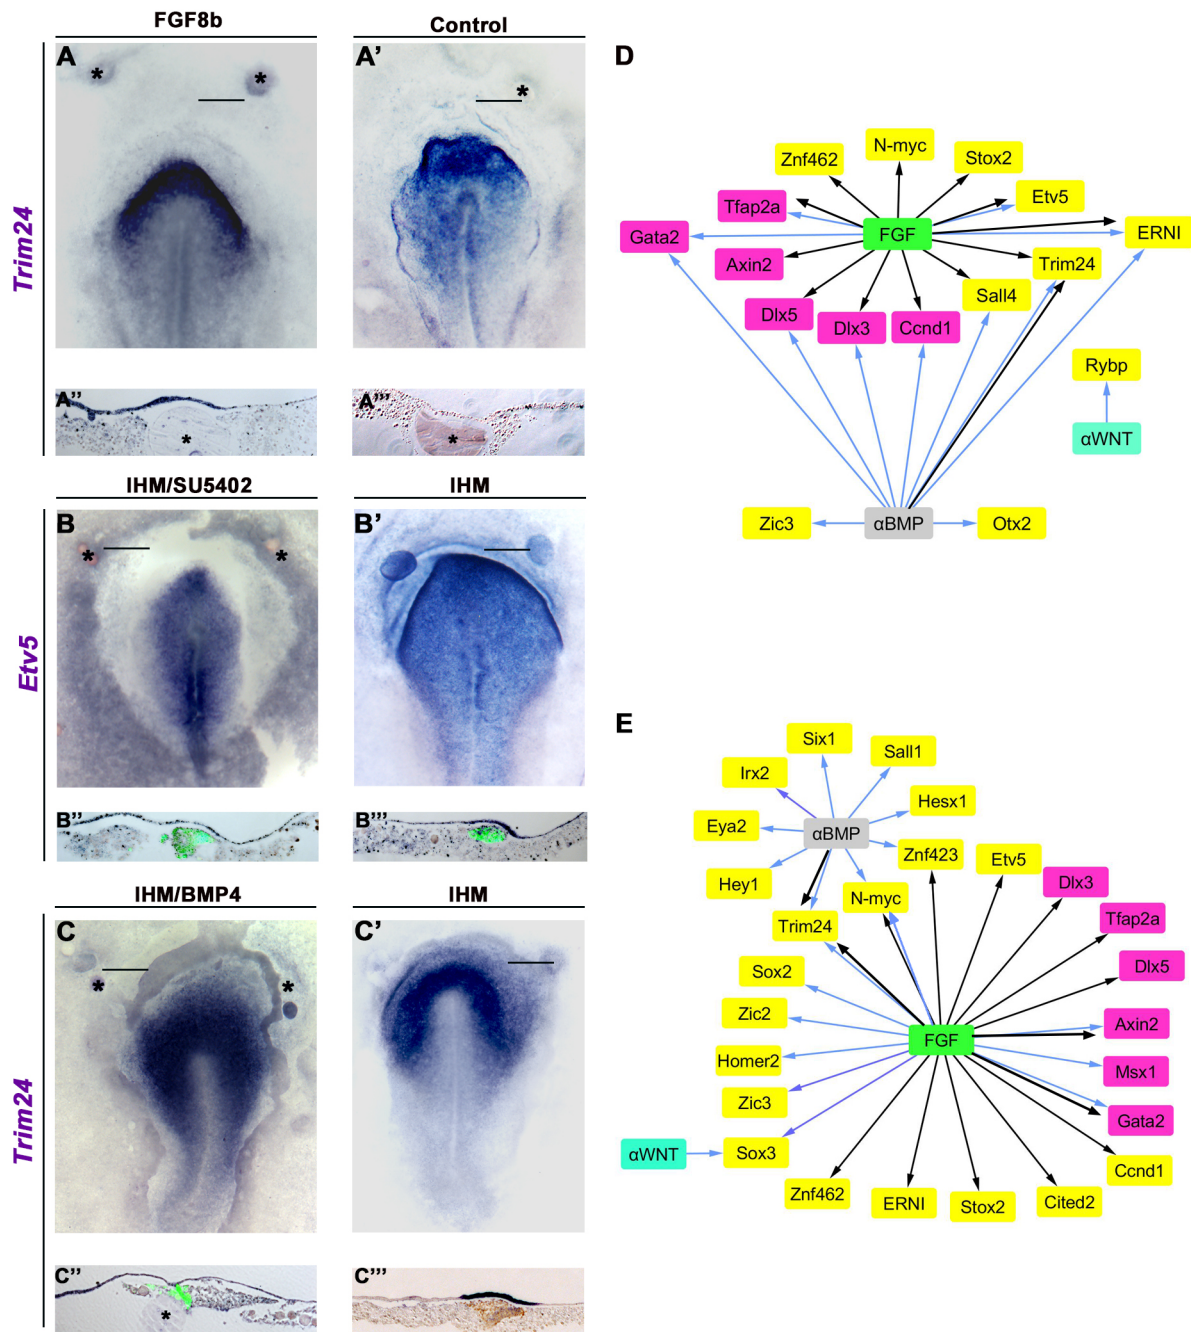 FGF8b
Control
Trim24
A
*
*
A’
*
A’’
*
A’’’
*
IHM/SU5402
IHM
Etv5
B
*
*
B’
B’’
B’’’
IHM/BMP4
IHM
Trim24
C
*
*
C’
C’’
*
C’’’
D
Znf462
N-myc
Stox2
Tfap2a
Etv5
Gata2
FGF
ERNI
Axin2
Trim24
Sall4
Dlx5
Dlx3
Ccnd1
Rybp
αWNT
Zic3
αBMP
Otx2
E
Six1
Sall1
Irx2
Hesx1
Eya2
αBMP
Znf423
Etv5
Hey1
N-myc
Dlx3
Trim24
Tfap2a
Sox2
Dlx5
Zic2
Axin2
FGF
Homer2
Msx1
Zic3
Gata2
αWNT
Sox3
Ccnd1
Znf462
ERNI
Stox2
Cited2